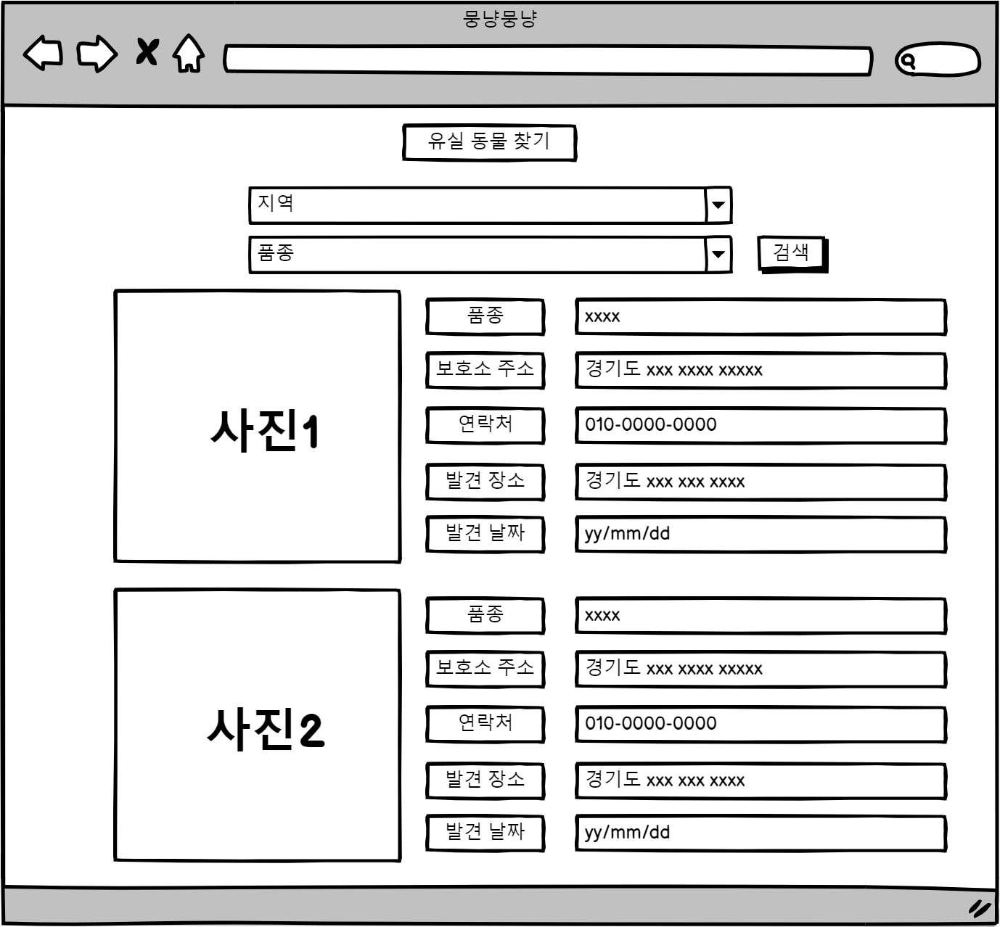 뭉냥뭉냥
유실 동물 찾기
지역
품종
검색
사진1
품종
xxxx
보호소 주소
경기도 xxx xxxx xxxxx
연락처
010-0000-0000
발견 장소
경기도 xxx xxx xxxx
발견 날짜
yy/mm/dd
사진2
품종
xxxx
보호소 주소
경기도 xxx xxxx xxxxx
연락처
010-0000-0000
발견 장소
경기도 xxx xxx xxxx
발견 날짜
yy/mm/dd